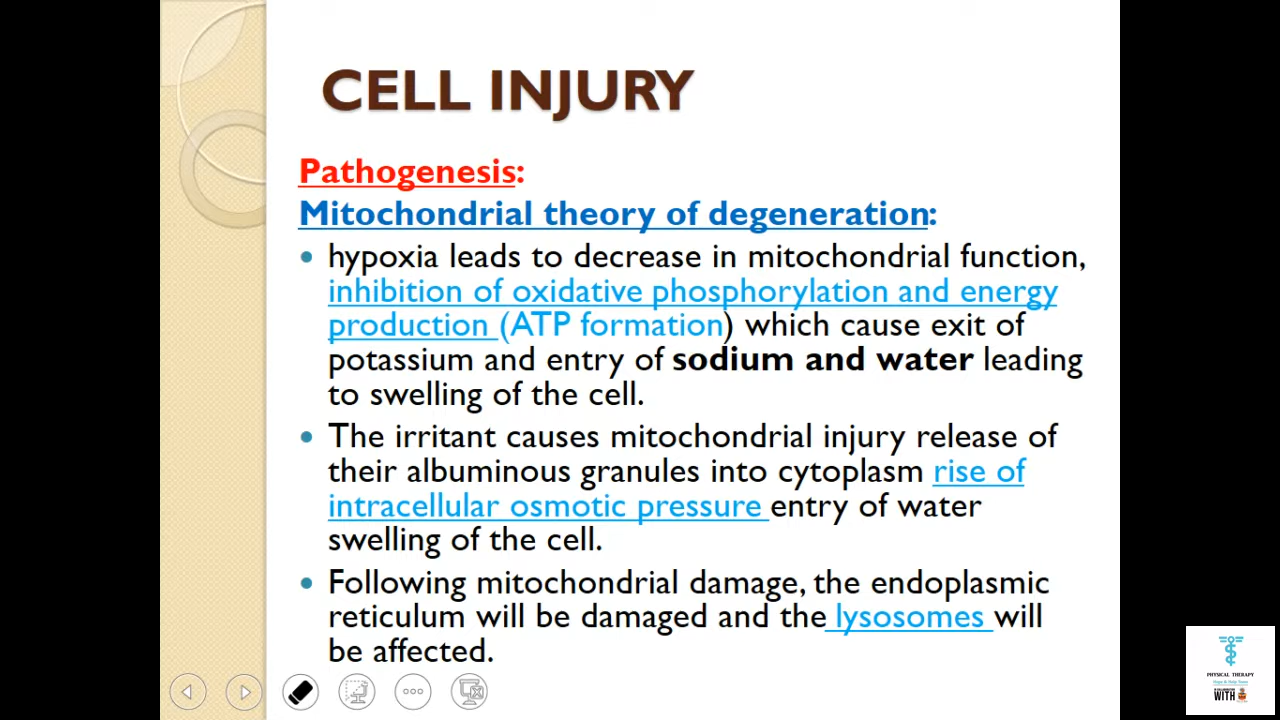 CELL INJURY
Pathogenesis:
Mitochondrial theory of degeneration:
hypoxia leads to decrease in mitochondrial function,
inhibition of oxidative phosphorylation and energy
production (ATP formation) which cause exit of
potassium and entry of sodium and water leading
to swelling of the cell.
The irritant causes mitochondrial injury release of
their albuminous granules into cytoplasm rise of
intracellular osmotic pressure entry of water
swelling of the cell.
Following mitochondrial damage, the endoplasmic
reticulum will be damaged and the lysosomes will
be affected.
PHYSICAL THERAPY
WITH